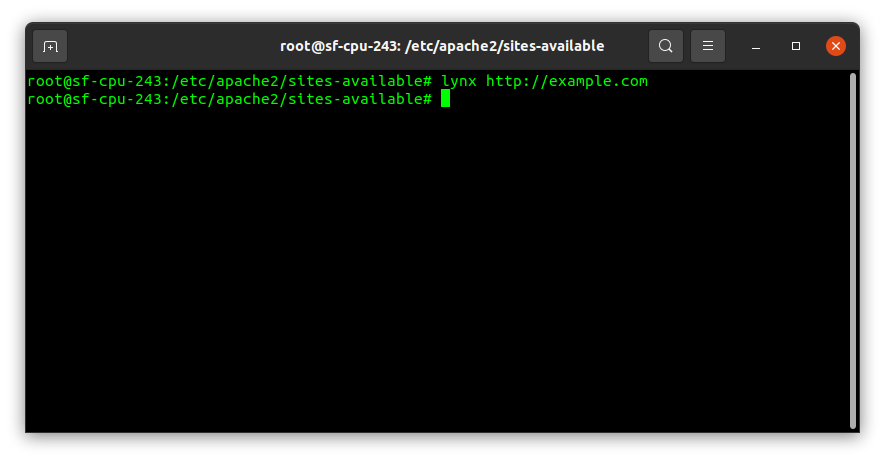 root@sf-cpu-243: /etc/apache2/sites-available
root@sf-cpu-243:/etc/apache2/sites-available# lynx http://example.com
root@sf-cpu-243:/etc/apache2/sites-available#